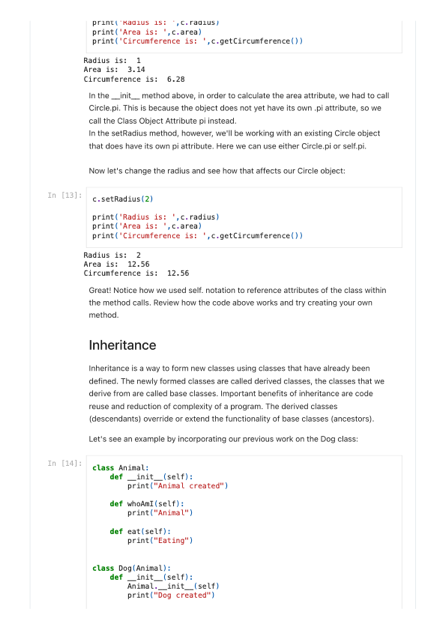 print('Radius is: ',c.radius)
print('Area is: ',c.area)
print('Circumference is: ',c.getCircumference())
Radius is:  1
Area is:  3.14
Circumference is:  6.28
In the __init__ method above, in order to calculate the area attribute, we had to call
Circle.pi. This is because the object does not yet have its own .pi attribute, so we
call the Class Object Attribute pi instead.
In the setRadius method, however, we'll be working with an existing Circle object
that does have its own pi attribute. Here we can use either Circle.pi or self.pi.
Now let's change the radius and see how that affects our Circle object:
In [13]:
c.setRadius(2)
print('Radius is: ',c.radius)
print('Area is: ',c.area)
print('Circumference is: ',c.getCircumference())
Radius is:  2
Area is:  12.56
Circumference is:  12.56
Great! Notice how we used self. notation to reference attributes of the class within
the method calls. Review how the code above works and try creating your own
method.
Inheritance
Inheritance is a way to form new classes using classes that have already been
defined. The newly formed classes are called derived classes, the classes that we
derive from are called base classes. Important benefits of inheritance are code
reuse and reduction of complexity of a program. The derived classes
(descendants) override or extend the functionality of base classes (ancestors).
Let's see an example by incorporating our previous work on the Dog class:
In [14]:
class Animal:
    def __init__(self):
        print("Animal created")
    def whoAmI(self):
        print("Animal")
    def eat(self):
        print("Eating")
class Dog(Animal):
    def __init__(self):
        Animal.__init__(self)
        print("Dog created")